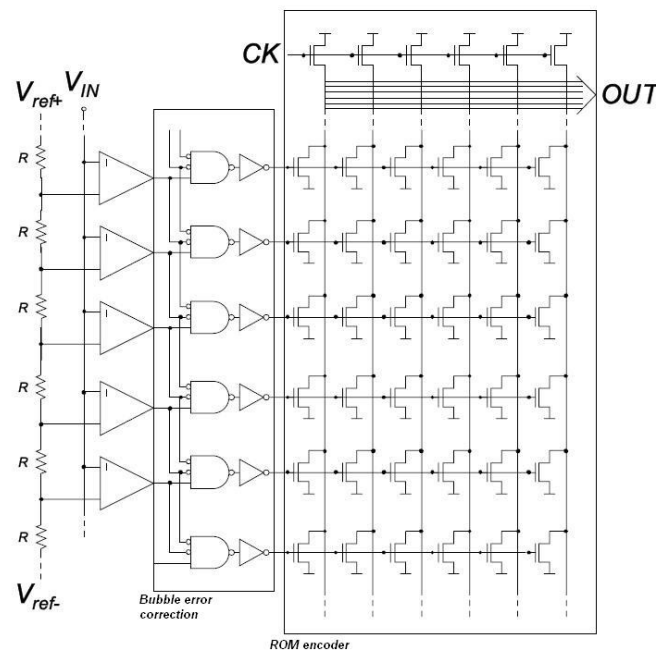 CK
OUT
V_IN
V_ref+
R
R
R
R
R
R
V_ref-
Bubble error
correction
ROM encoder